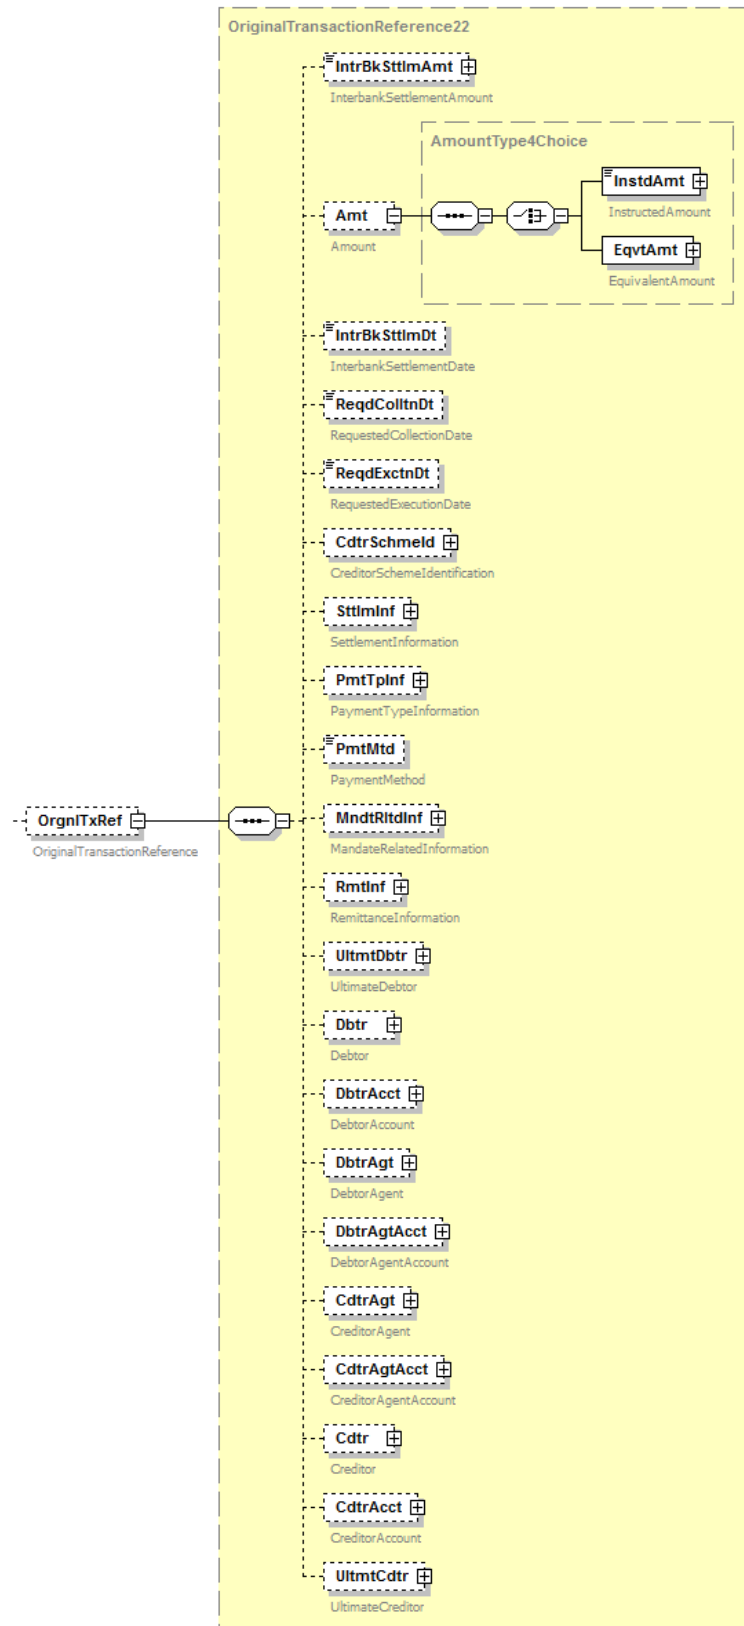 OriginalTransactionReference22
IntrBkSttlmAmt
InterbankSettlementAmount
AmountType4Choice
InstdAmt
InstructedAmount
Amt
Amount
EqvtAmt
EquivalentAmount
IntrBkSttlmDt
InterbankSettlementDate
ReqdColltnDt
RequestedCollectionDate
ReqdExctnDt
RequestedExecutionDate
CdtrSchmeId
CreditorSchemeIdentification
SttlmInf
SettlementInformation
PmtTpInf
PaymentTypeInformation
PmtMtd
PaymentMethod
OrgnlTxRef
OriginalTransactionReference
MndtRltdInf
MandateRelatedInformation
RmtInf
RemittanceInformation
UltmtDbtr
UltimateDebtor
Dbtr
Debtor
DbtrAcct
DebtorAccount
DbtrAgt
DebtorAgent
DbtrAgtAcct
DebtorAgentAccount
CdtrAgt
CreditorAgent
CdtrAgtAcct
CreditorAgentAccount
Cdtr
Creditor
CdtrAcct
CreditorAccount
UltmtCdtr
UltimateCreditor